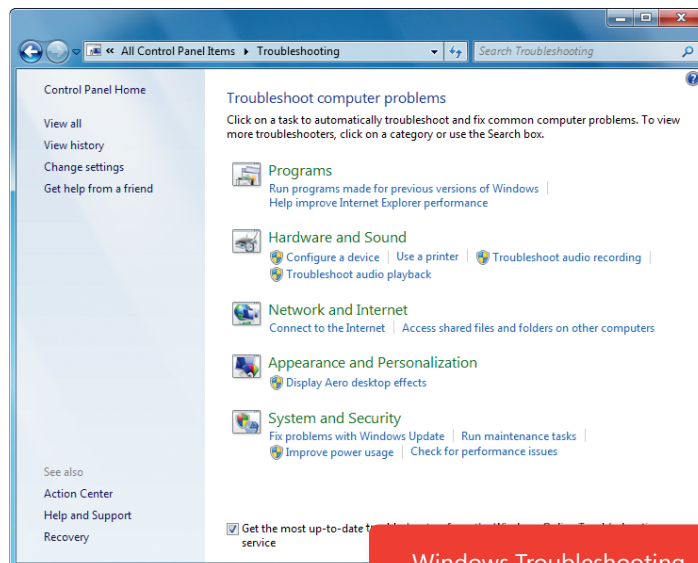 « All Control Panel Items ▸ Troubleshooting
Search Troubleshooting
Control Panel Home
View all
View history
Change settings
Get help from a friend
See also
Action Center
Help and Support
Recovery
Troubleshoot computer problems
Click on a task to automatically troubleshoot and fix common computer problems. To view
more troubleshooters, click on a category or use the Search box.
Programs
Run programs made for previous versions of Windows
Help improve Internet Explorer performance
Hardware and Sound
Configure a device | Use a printer | Troubleshoot audio recording
Troubleshoot audio playback
Network and Internet
Connect to the Internet | Access shared files and folders on other computers
Appearance and Personalization
Display Aero desktop effects
System and Security
Fix problems with Windows Update | Run maintenance tasks
Improve power usage | Check for performance issues
Get the most up-to-date
service
Windows Troubleshooting